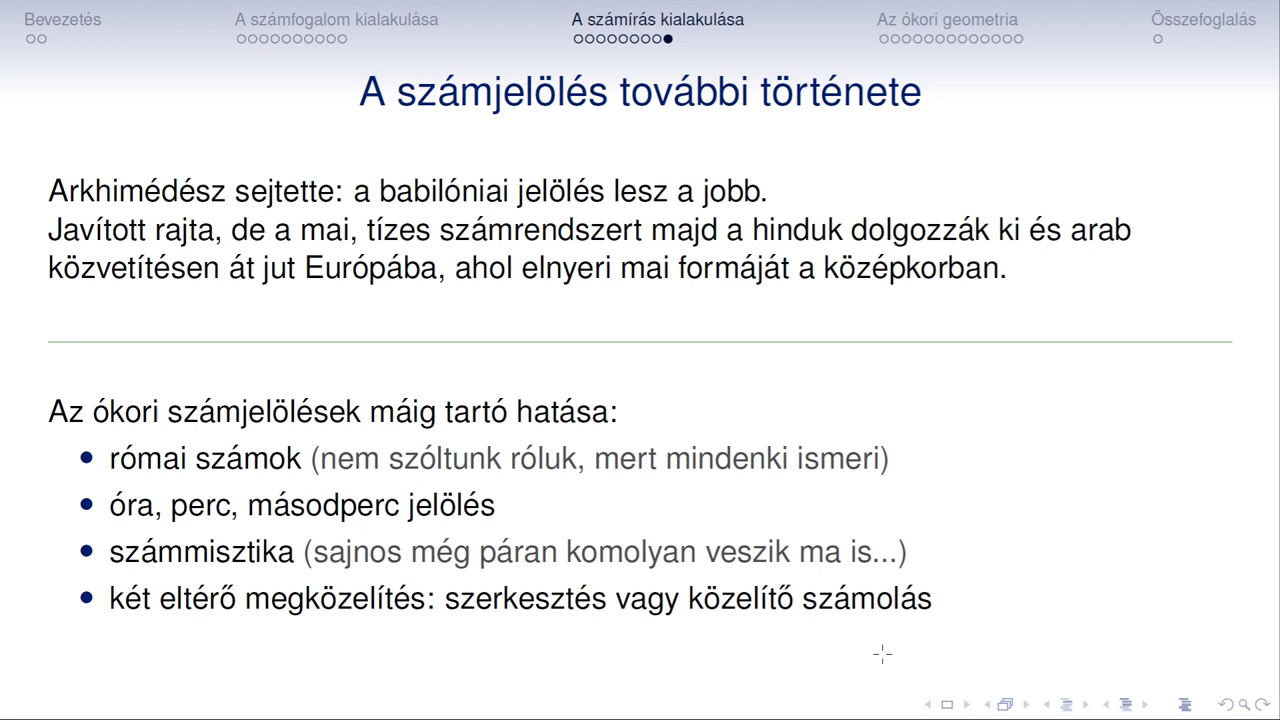 Bevezetés
A számfogalom kialakulása
A számírás kialakulása
Az ókori geometria
Összefoglalás
A számjelölés további története
Arkhimédész sejtette: a babilóniai jelölés lesz a jobb.
Javított rajta, de a mai, tízes számrendszert majd a hinduk dolgozzák ki és arab
közvetítésen át jut Európába, ahol elnyeri mai formáját a középkorban.
Az ókori számjelölések máig tartó hatása:
római számok (nem szóltunk róluk, mert mindenki ismeri)
óra, perc, másodperc jelölés
számmisztika (sajnos még páran komolyan veszik ma is...)
két eltérő megközelítés: szerkesztés vagy közelítő számolás